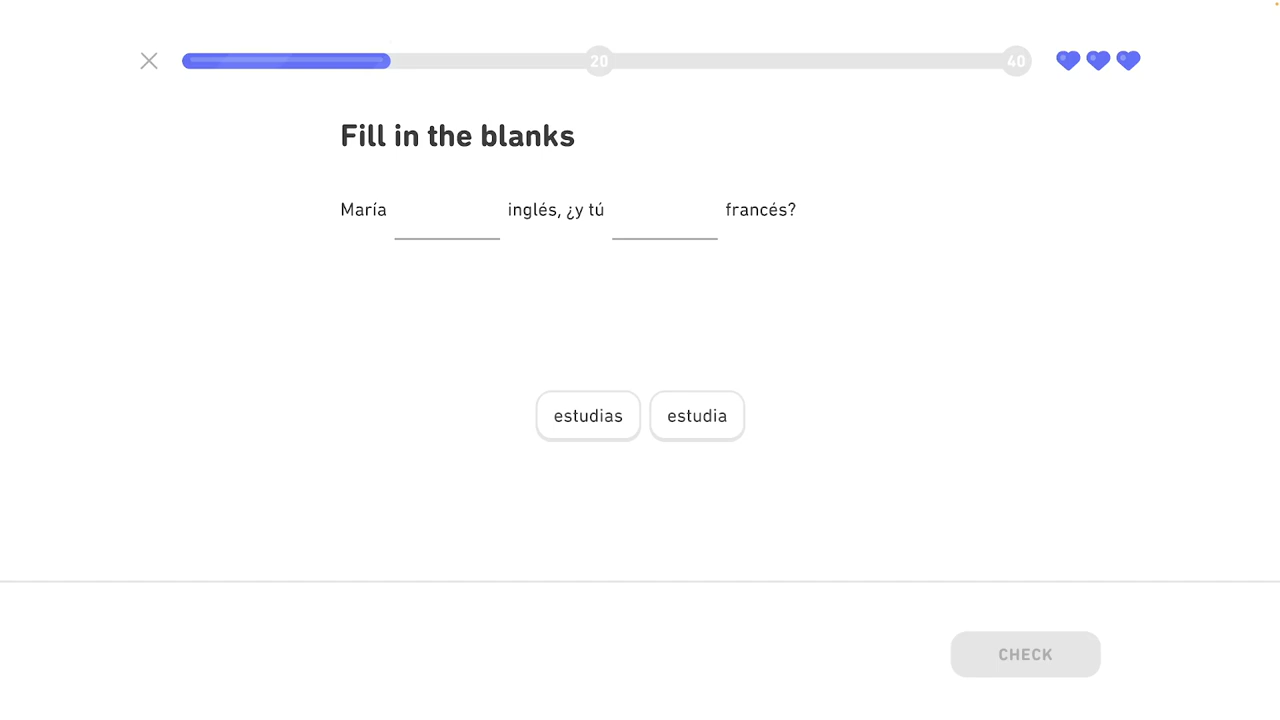 20
40
Fill in the blanks
María inglés, ¿y tú francés?
estudias
estudia
CHECK